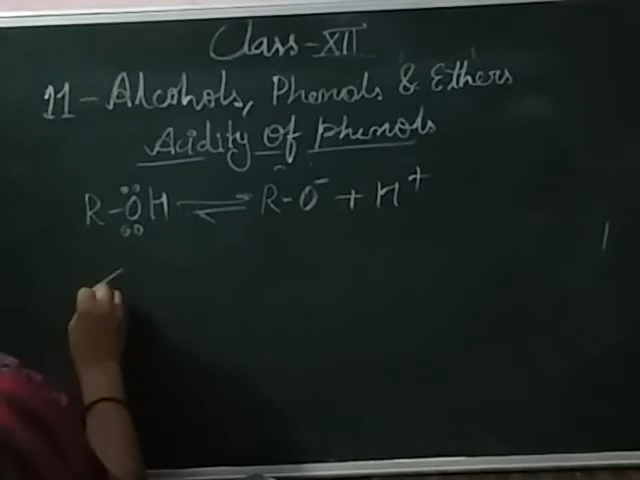 Class-XII
11-Alcohols, Phenols & Ethers
Acidity of phenols
R-ÖH ⇌ R-O⁻ + H⁺